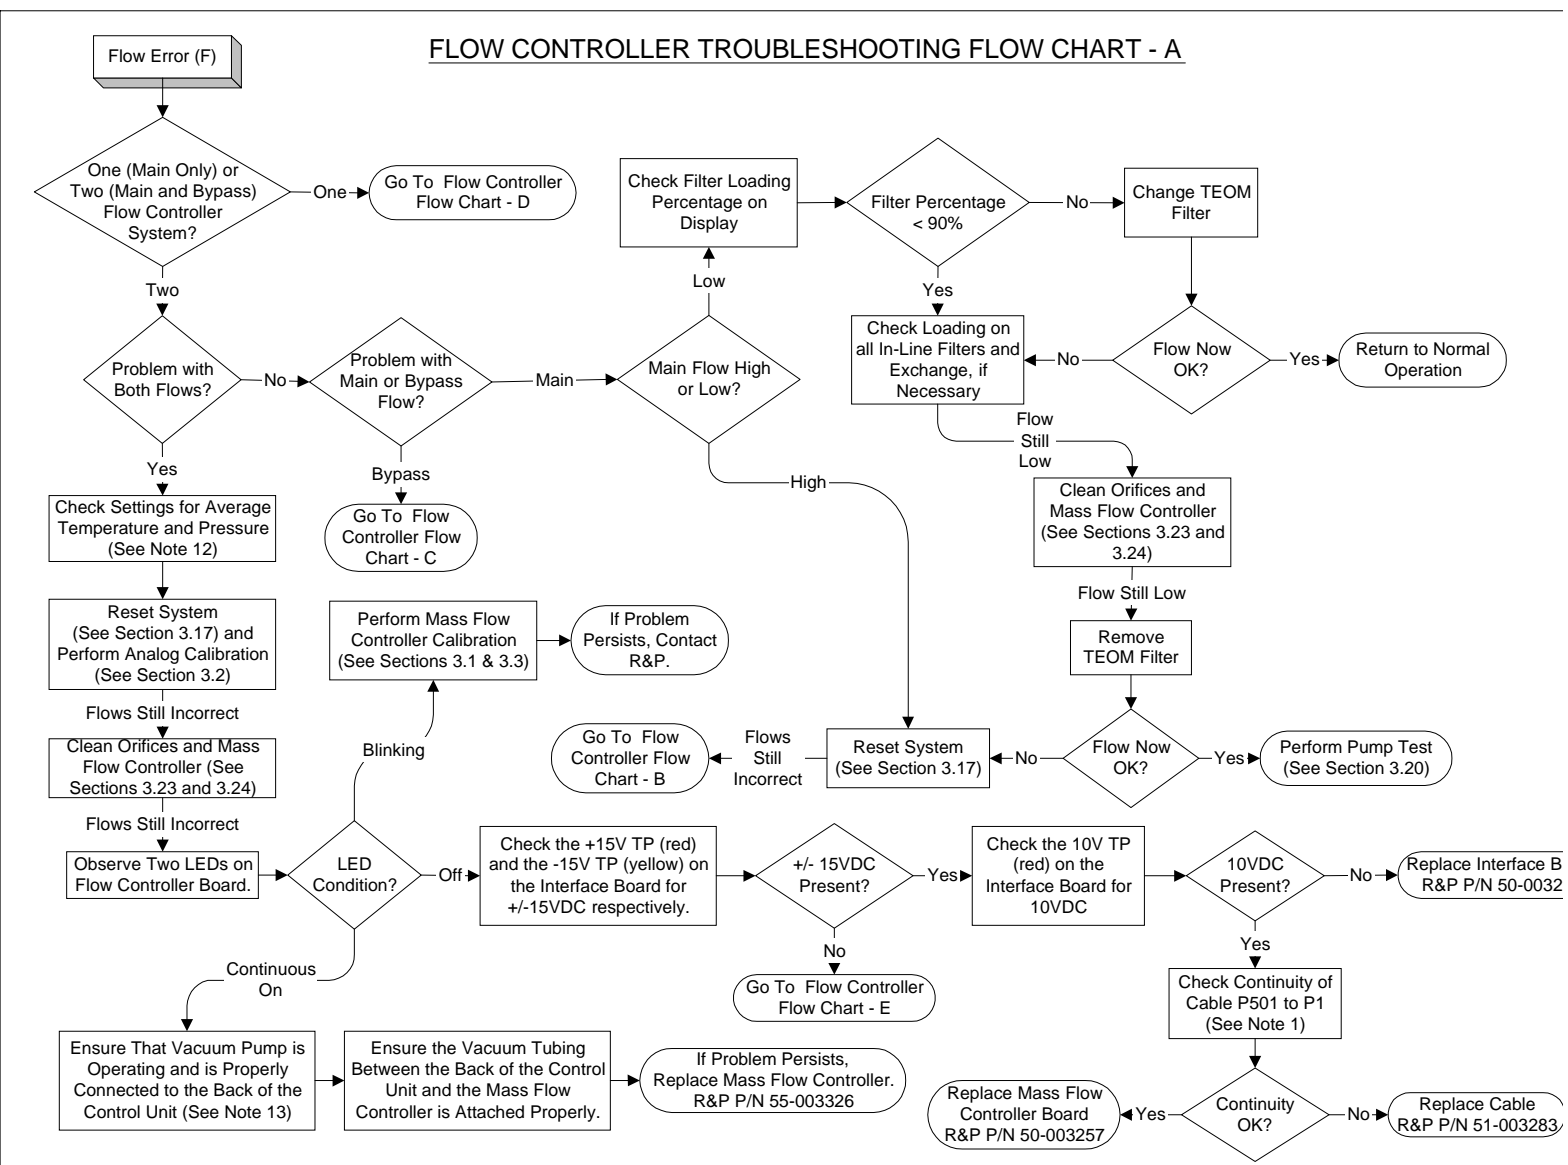 FLOW CONTROLLER TROUBLESHOOTING FLOW CHART - A
Flow Error (F)
One (Main Only) or
Two (Main and Bypass)
Flow Controller
System?
One
Go To Flow Controller
Flow Chart - D
Two
Problem with
Both Flows?
No
Problem with
Main or Bypass
Flow?
Main
Main Flow High
or Low?
Low
Check Filter Loading
Percentage on
Display
Filter Percentage
< 90%
No
Change TEOM
Filter
Yes
Check Loading on
all In-Line Filters and
Exchange, if
Necessary
No
Flow Now
OK?
Yes
Return to Normal
Operation
Flow
Still
Low
Yes
Check Settings for Average
Temperature and Pressure
(See Note 12)
Bypass
Go To Flow
Controller Flow
Chart - C
High
Clean Orifices and
Mass Flow Controller
(See Sections 3.23 and
3.24)
Flow Still Low
Remove
TEOM Filter
Reset System
(See Section 3.17) and
Perform Analog Calibration
(See Section 3.2)
Perform Mass Flow
Controller Calibration
(See Sections 3.1 & 3.3)
If Problem
Persists, Contact
R&P.
Flows Still Incorrect
Clean Orifices and Mass
Flow Controller (See
Sections 3.23 and 3.24)
Blinking
Go To Flow
Controller Flow
Chart - B
Flows
Still
Incorrect
Reset System
(See Section 3.17)
No
Flow Now
OK?
Yes
Perform Pump Test
(See Section 3.20)
Flows Still Incorrect
Observe Two LEDs on
Flow Controller Board.
LED
Condition?
Off
Check the +15V TP (red)
and the -15V TP (yellow) on
the Interface Board for
+/-15VDC respectively.
+/- 15VDC
Present?
Yes
Check the 10V TP
(red) on the
Interface Board for
10VDC
10VDC
Present?
No
Replace Interface B
R&P P/N 50-0032
No
Go To Flow Controller
Flow Chart - E
Yes
Check Continuity of
Cable P501 to P1
(See Note 1)
Continuous
On
Ensure That Vacuum Pump is
Operating and is Properly
Connected to the Back of the
Control Unit (See Note 13)
Ensure the Vacuum Tubing
Between the Back of the Control
Unit and the Mass Flow
Controller is Attached Properly.
If Problem Persists,
Replace Mass Flow Controller.
R&P P/N 55-003326
Replace Mass Flow
Controller Board
R&P P/N 50-003257
Yes
Continuity
OK?
No
Replace Cable
R&P P/N 51-003283